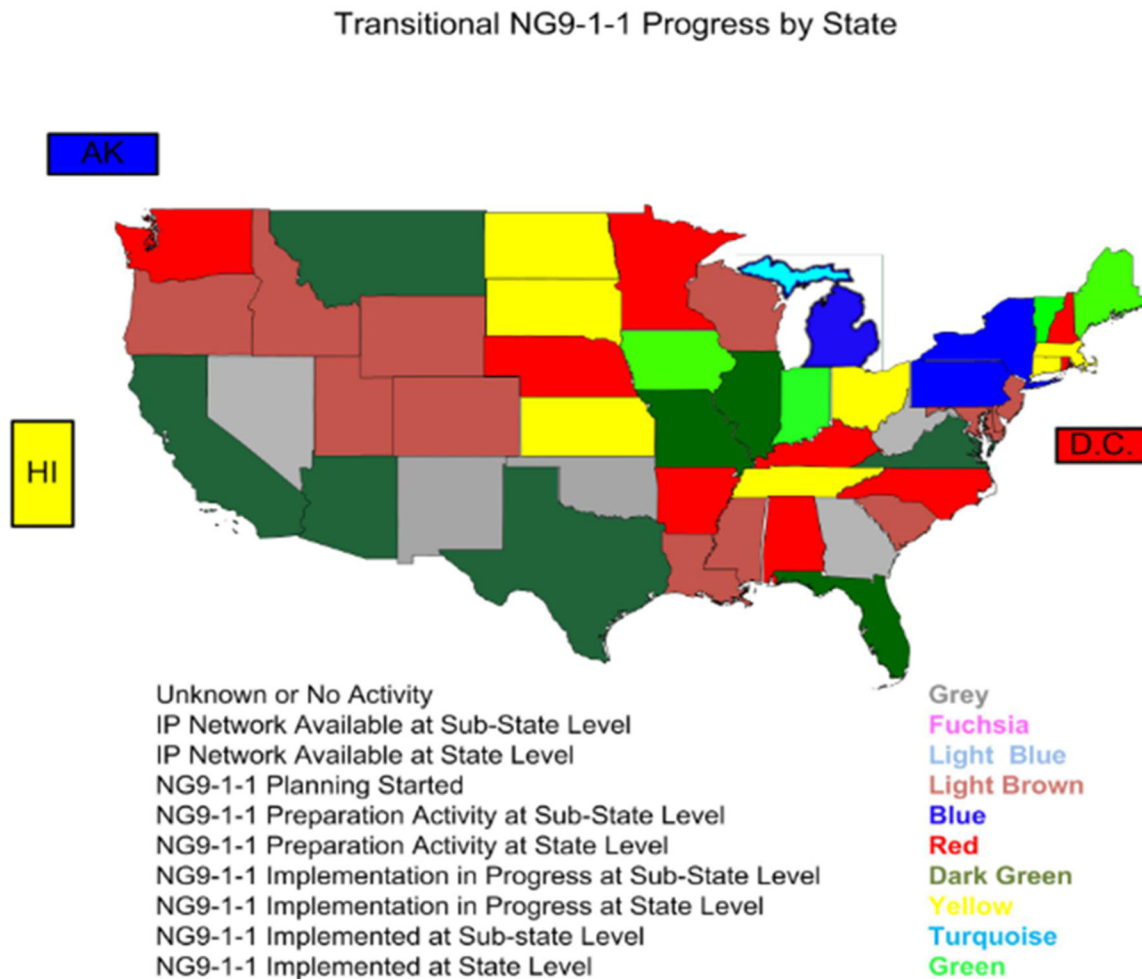 Transitional NG9-1-1 Progress by State
AK
HI
D.C.
Unknown or No Activity Grey
IP Network Available at Sub-State Level Fuchsia
IP Network Available at State Level Light Blue
NG9-1-1 Planning Started Light Brown
NG9-1-1 Preparation Activity at Sub-State Level Blue
NG9-1-1 Preparation Activity at State Level Red
NG9-1-1 Implementation in Progress at Sub-State Level Dark Green
NG9-1-1 Implementation in Progress at State Level Yellow
NG9-1-1 Implemented at Sub-state Level Turquoise
NG9-1-1 Implemented at State Level Green